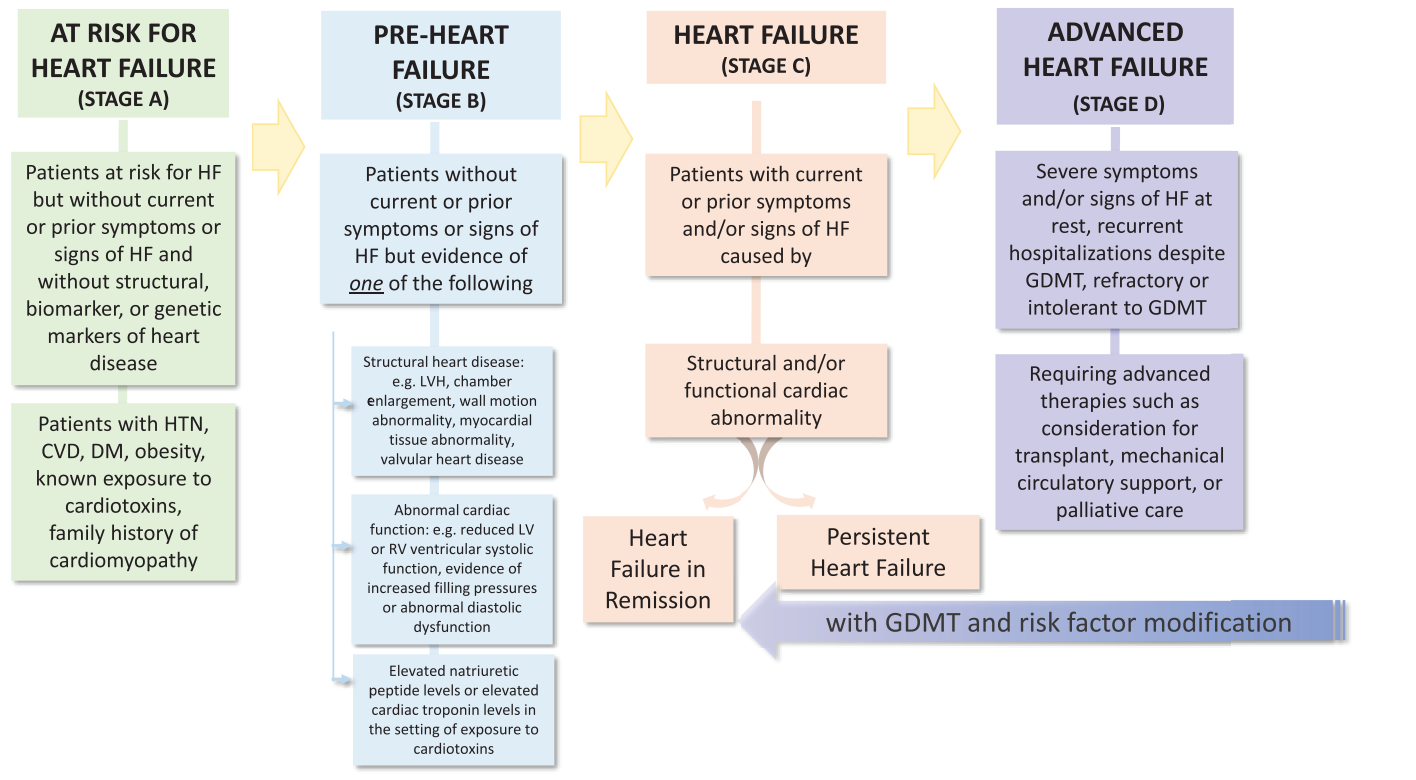 AT RISK FOR
HEART FAILURE
(STAGE A)
Patients at risk for HF
but without current
or prior symptoms or
signs of HF and
without structural,
biomarker, or genetic
markers of heart
disease
Patients with HTN,
CVD, DM, obesity,
known exposure to
cardiotoxins,
family history of
cardiomyopathy
PRE-HEART
FAILURE
(STAGE B)
Patients without
current or prior
symptoms or signs of
HF but evidence of
one of the following
Structural heart disease:
e.g. LVH, chamber
enlargement, wall motion
abnormality, myocardial
tissue abnormality,
valvular heart disease
Abnormal cardiac
function: e.g. reduced LV
or RV ventricular systolic
function, evidence of
increased filling pressures
or abnormal diastolic
dysfunction
Elevated natriuretic
peptide levels or elevated
cardiac troponin levels in
the setting of exposure to
cardiotoxins
HEART FAILURE
(STAGE C)
Patients with current
or prior symptoms
and/or signs of HF
caused by
Structural and/or
functional cardiac
abnormality
Heart
Failure in
Remission
Persistent
Heart Failure
with GDMT and risk factor modification
ADVANCED
HEART FAILURE
(STAGE D)
Severe symptoms
and/or signs of HF at
rest, recurrent
hospitalizations despite
GDMT, refractory or
intolerant to GDMT
Requiring advanced
therapies such as
consideration for
transplant, mechanical
circulatory support, or
palliative care